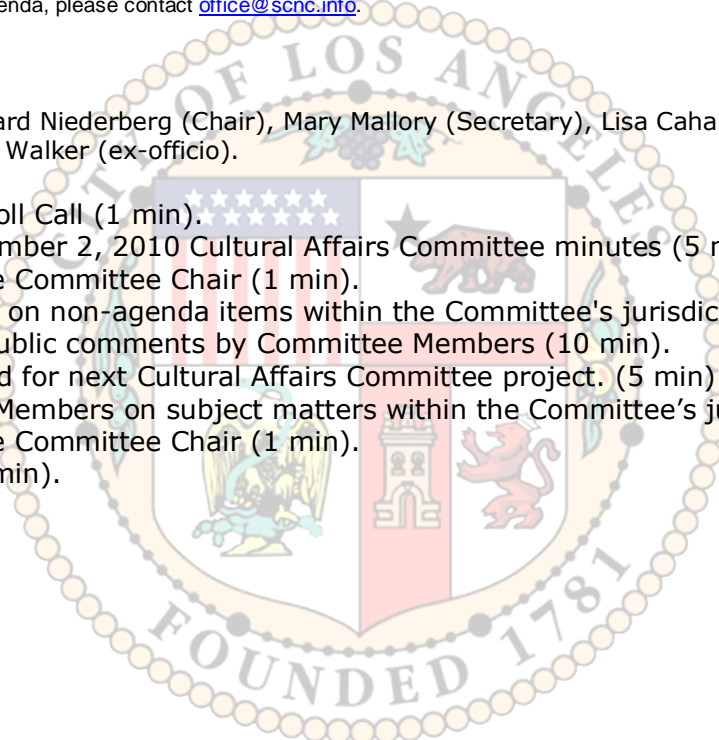 enda, please contact office@scnc.info.
CITY OF LOS ANGELES
ard Niederberg (Chair), Mary Mallory (Secretary), Lisa Caha
Walker (ex-officio).
oll Call (1 min).
mber 2, 2010 Cultural Affairs Committee minutes (5 m
e Committee Chair (1 min).
on non-agenda items within the Committee's jurisdic
ublic comments by Committee Members (10 min).
d for next Cultural Affairs Committee project. (5 min)
Members on subject matters within the Committee’s ju
e Committee Chair (1 min).
min).
FOUNDED 1781